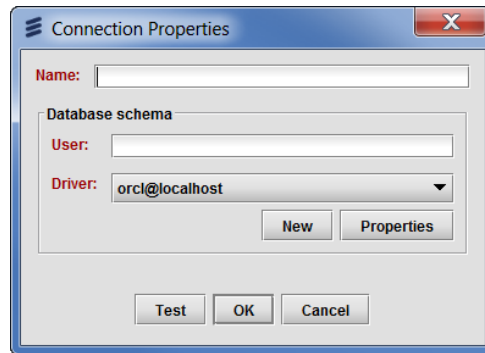 Connection Properties
Name:
Database schema
User:
Driver: orcl@localhost
New Properties
Test OK Cancel